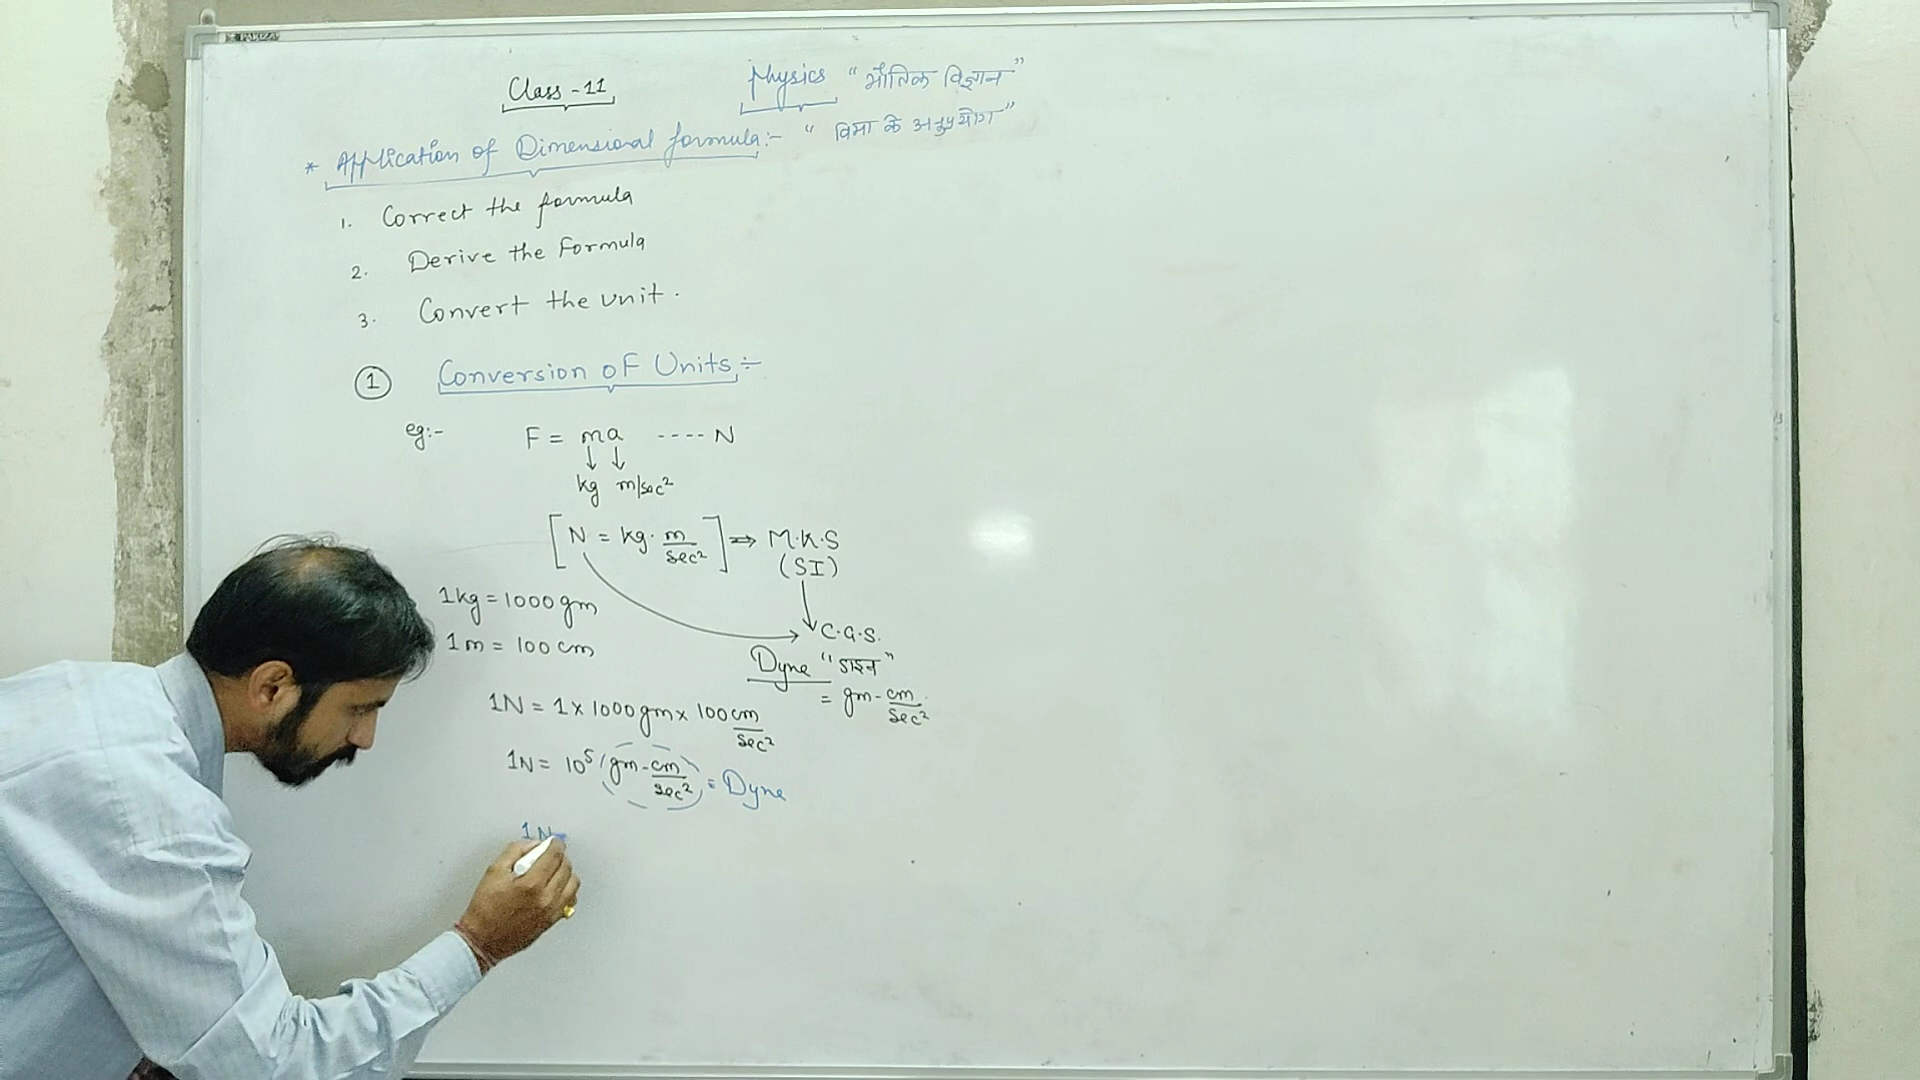 Class - 11
Physics “भौतिक विज्ञान”
* Application of Dimensional formula:- “ विमा के अनुप्रयोग”
1. Correct the formula
2. Derive the Formula
3. Convert the unit.
1 Conversion of Units:-
eg:- F = ma ---- N
↓ ↓
kg m/sec²
[N = kg. m/sec²] ⇒ M.K.S
(SI)
1kg = 1000 gm
C.G.S.
1m = 100 cm
Dyne “डाइन”
= gm - cm/sec²
1N = 1 x 1000 gm x 100 cm/sec²
1N = 10⁵ (gm - cm/sec²) = Dyne
1N